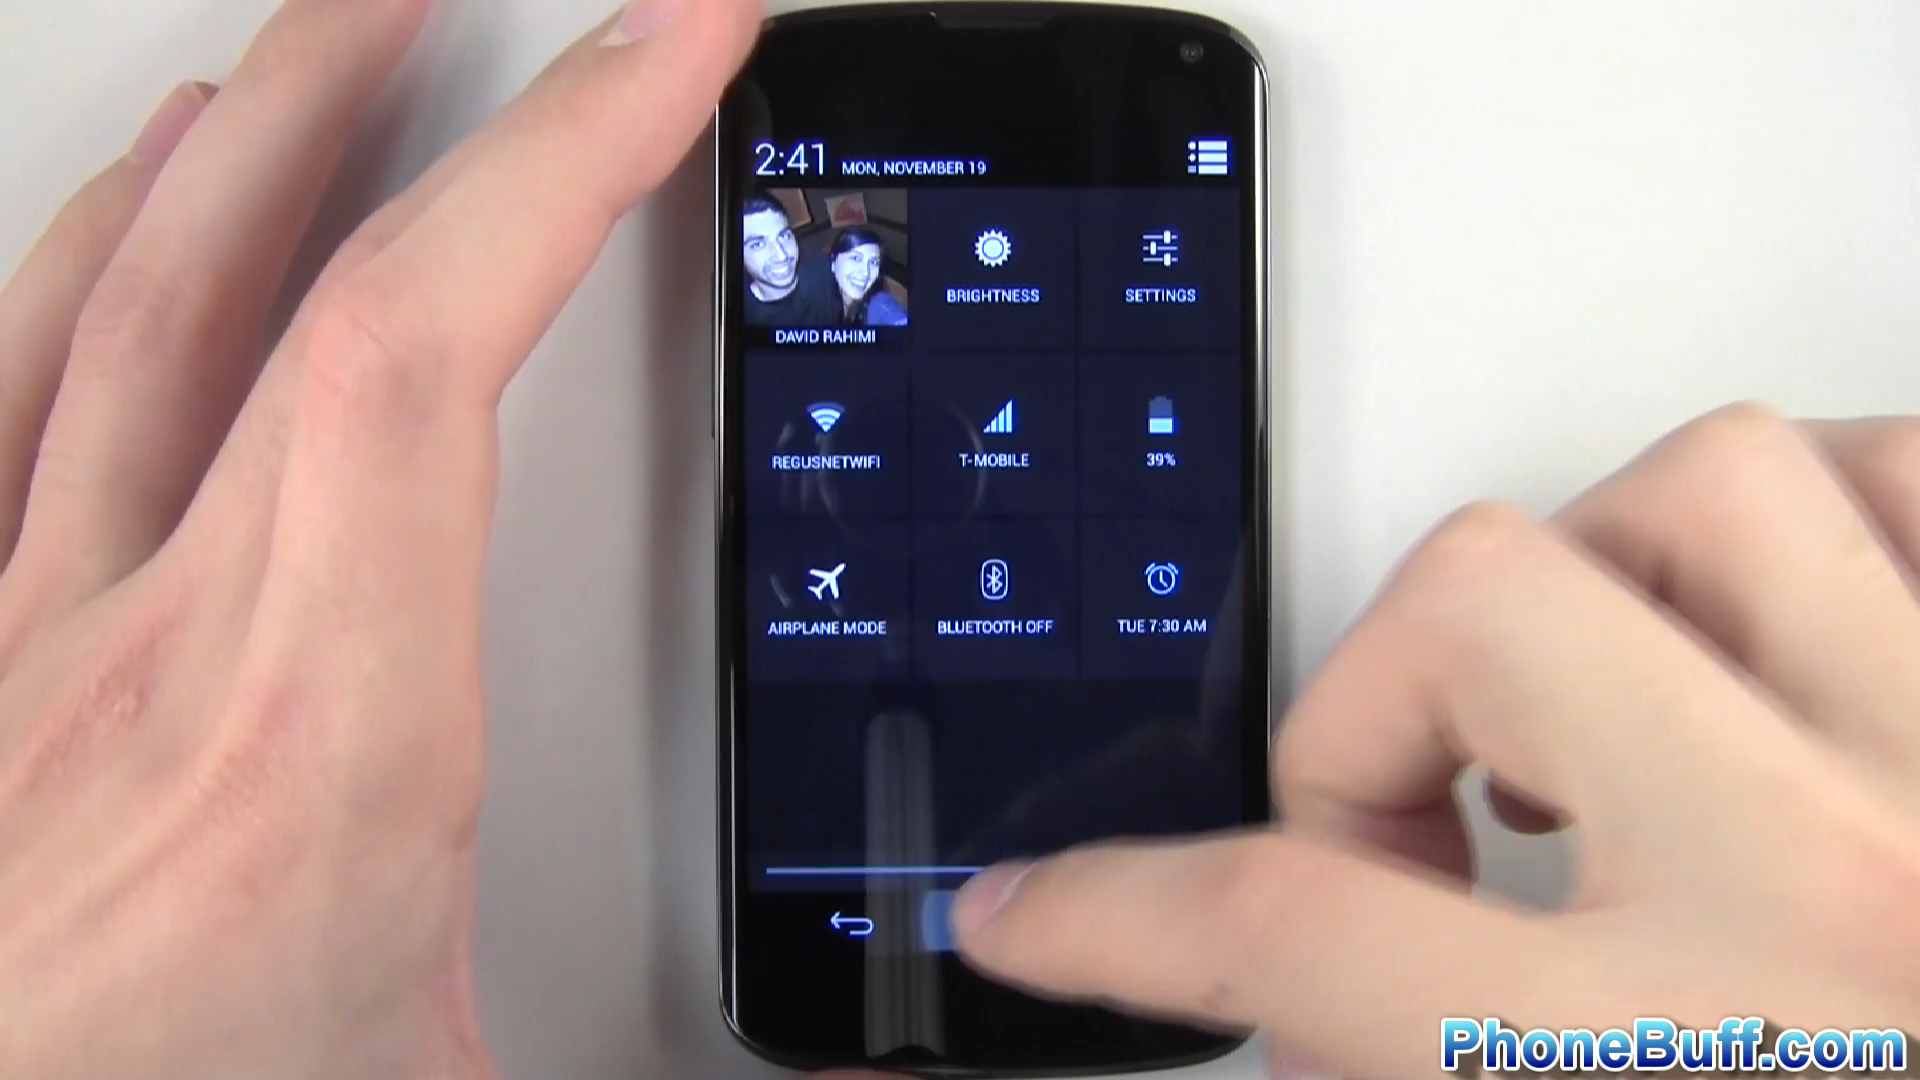 2:41 MON, NOVEMBER 19
DAVID RAHIMI
BRIGHTNESS
SETTINGS
REGUSNETWIFI
T-MOBILE
39%
AIRPLANE MODE
BLUETOOTH OFF
TUE 7:30 AM
PhoneBuff.com